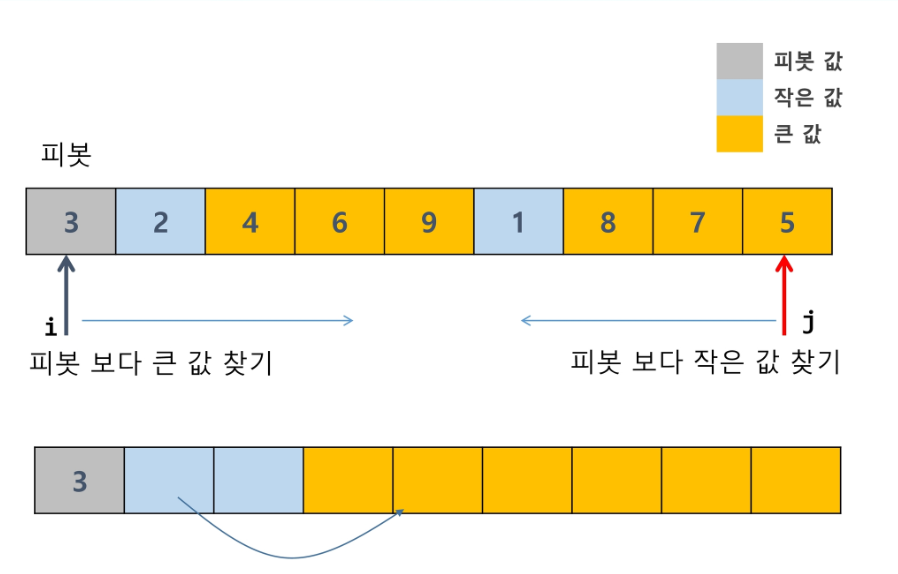 피봇 값
작은 값
큰 값
피봇
3 2 4 6 9 1 8 7 5
i j
피봇 보다 큰 값 찾기 피봇 보다 작은 값 찾기
3